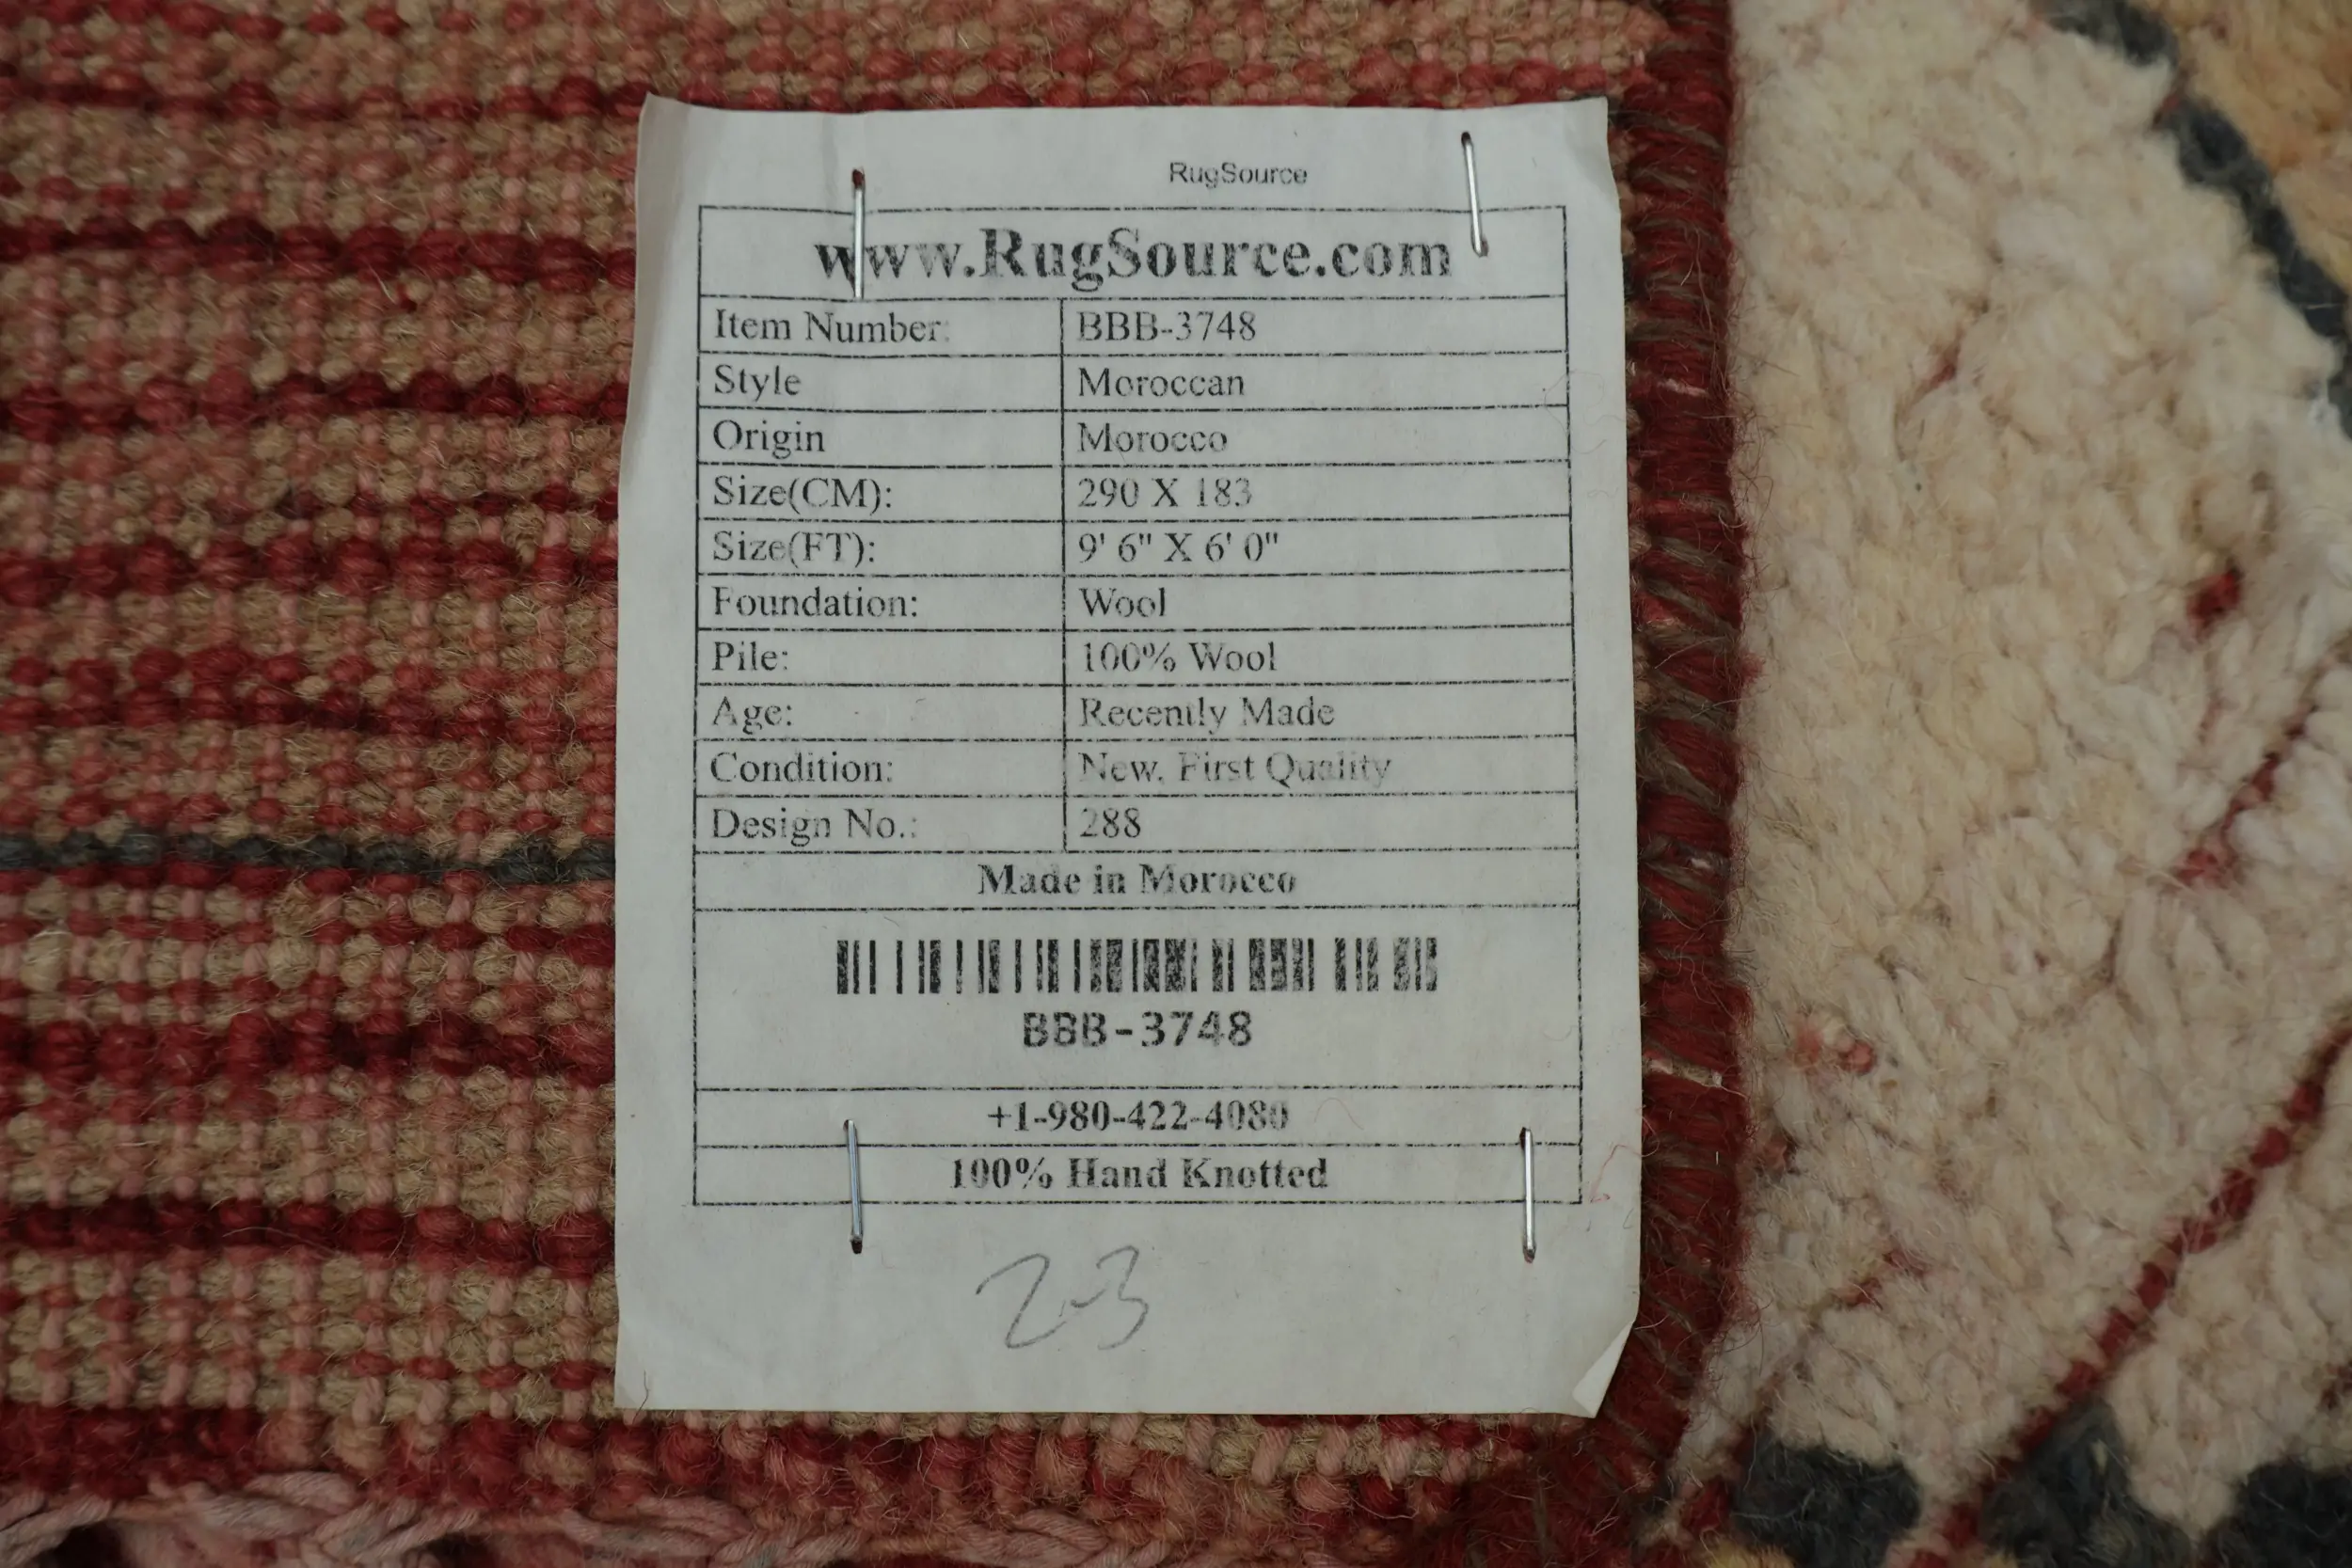 RugSource
www.RugSource.com
Item Number: BBB-3748
Style Moroccan
Origin Morocco
Size(CM): 290 X 183
Size(FT): 9' 6" X 6' 0"
Foundation: Wool
Pile: 100% Wool
Age: Recently Made
Condition: New, First Quality
Design No.: 288
Made in Morocco
BBB-3748
+1-980-422-4080
100% Hand Knotted
2-3